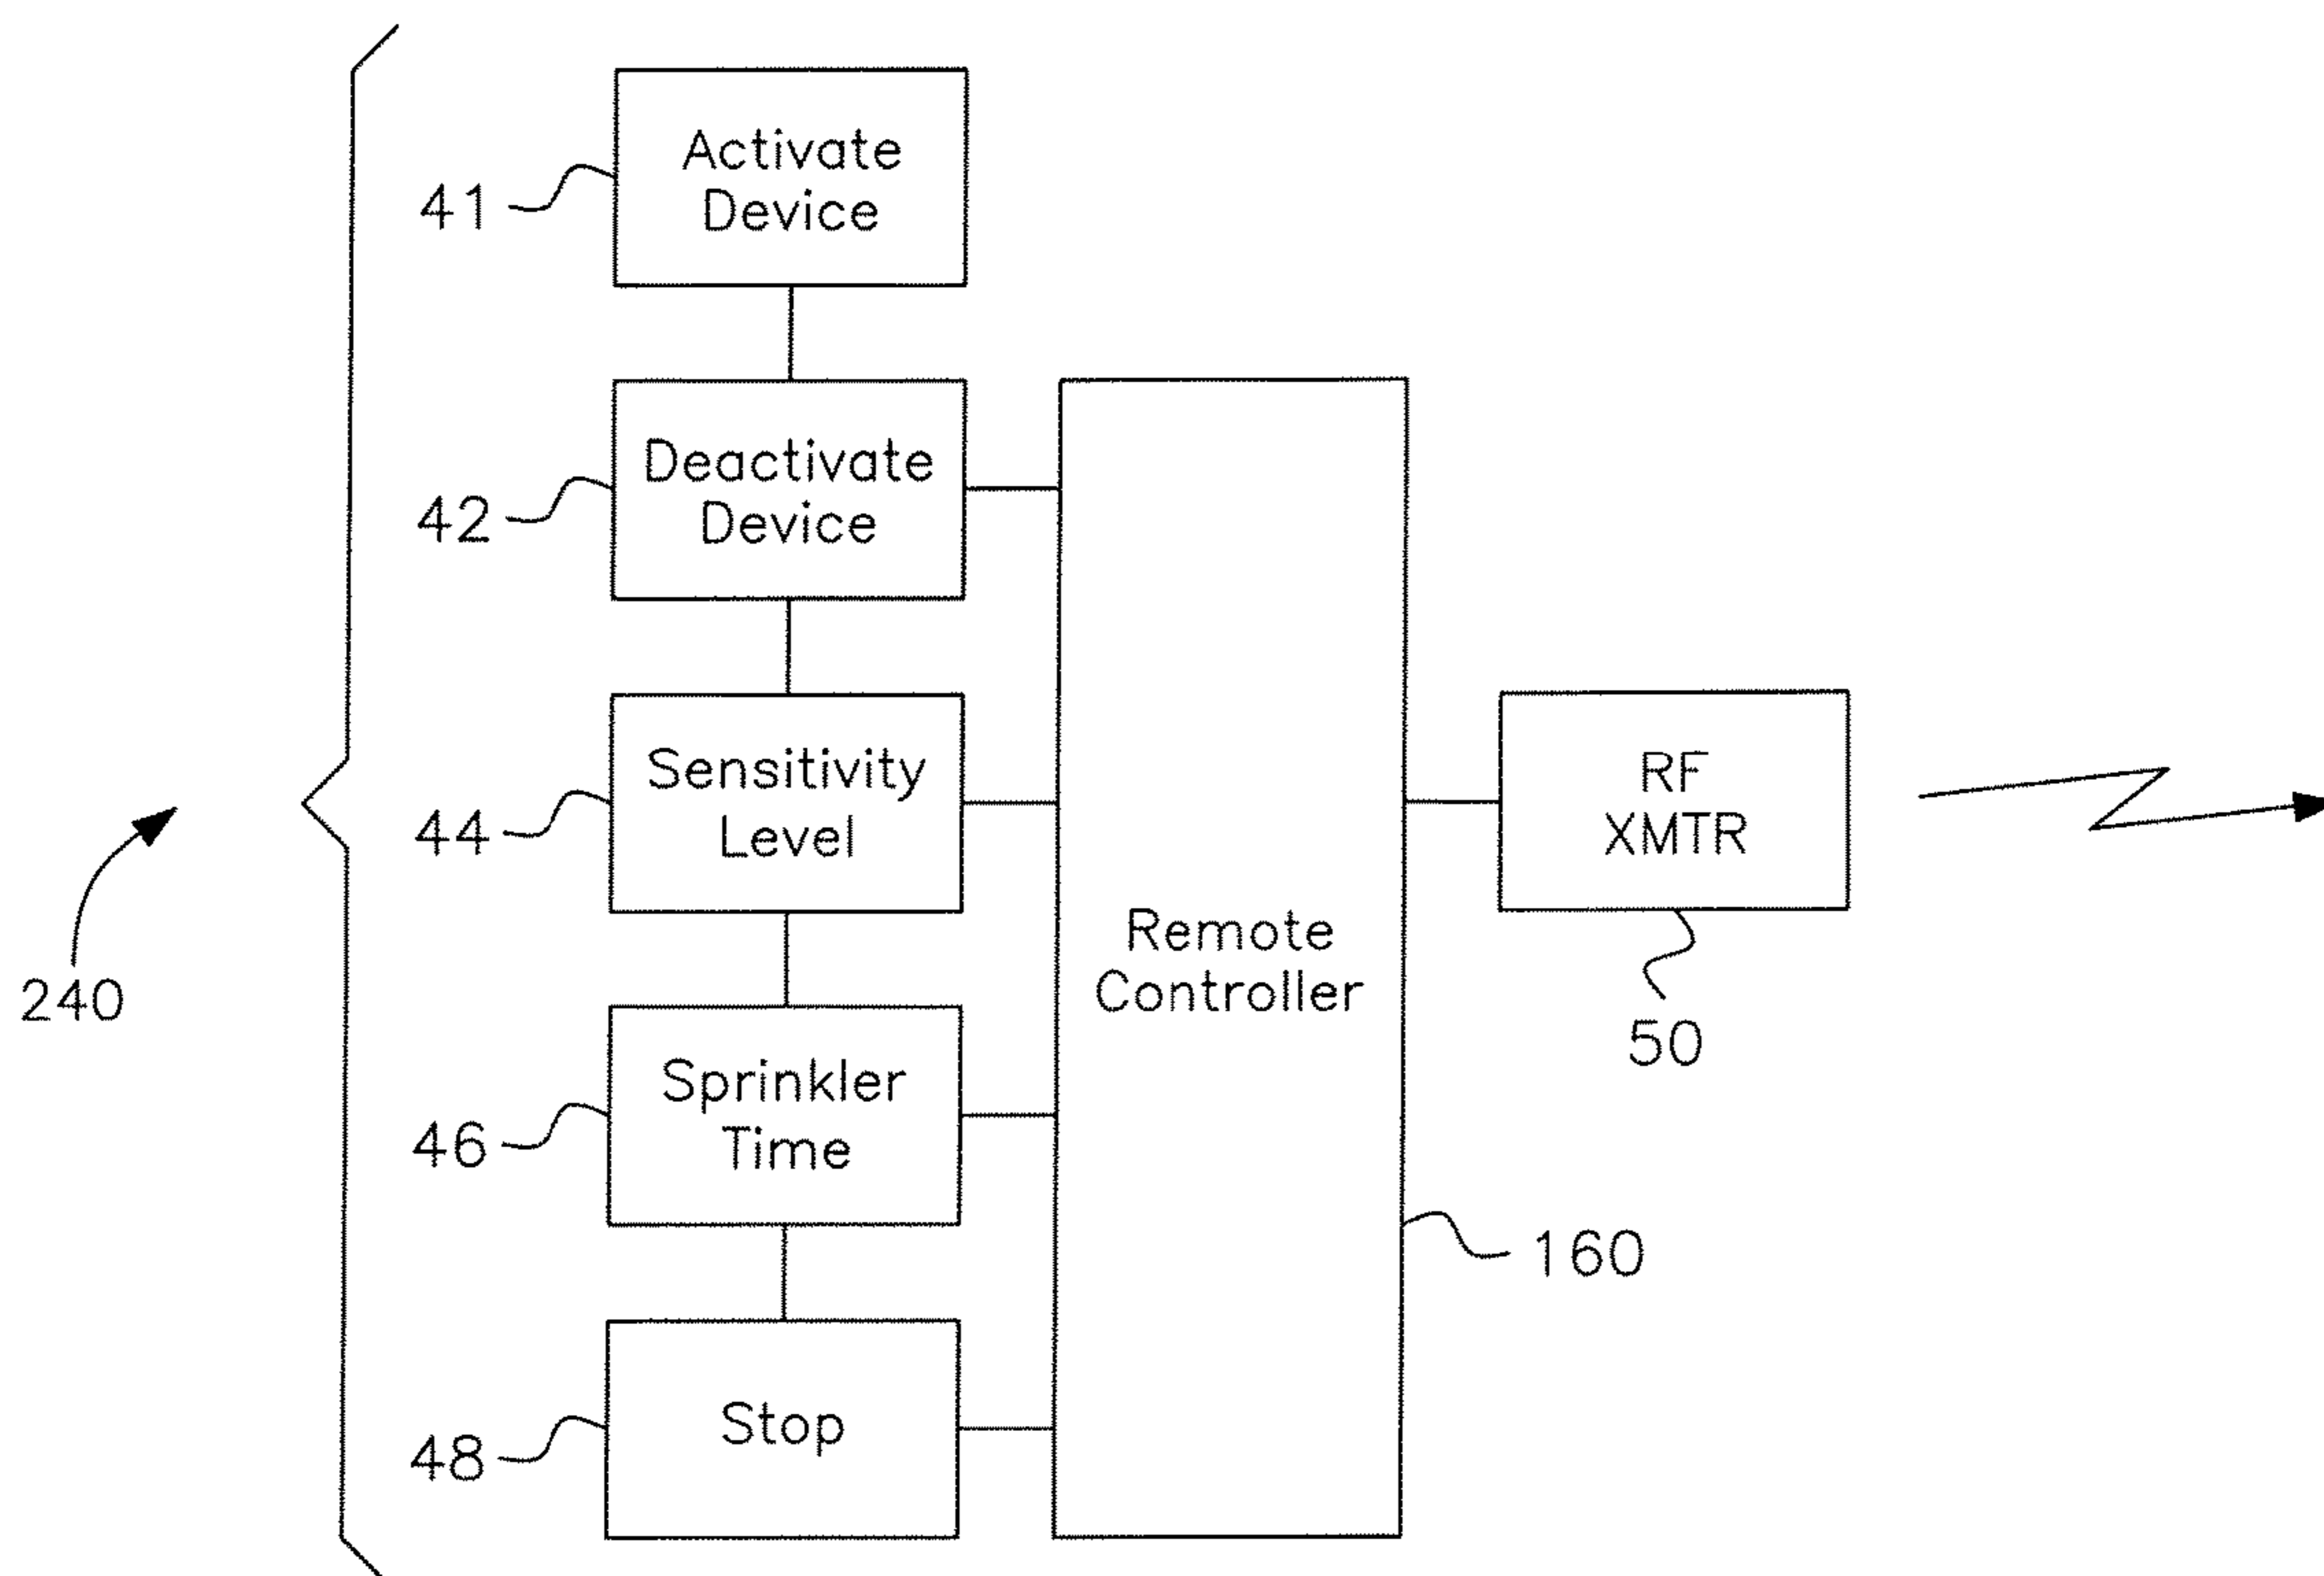 Activate
Device
41
Deactivate
Device
42
Sensitivity
Level
44
RF
XMTR
Remote
Controller
240
50
Sprinkler
Time
46
160
Stop
48